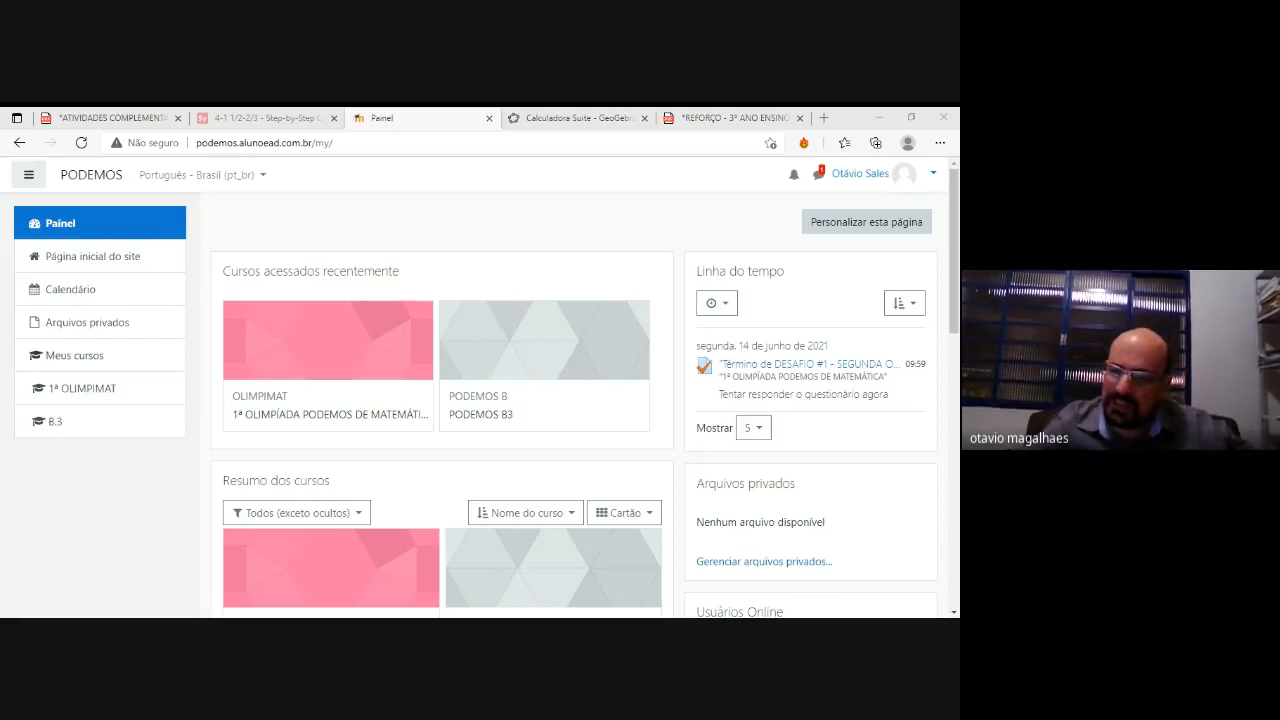 *ATIVIDADES COMPLEMENTA
4-1 1/2-2/3 - Step-by-Step C
Painel
Calculadora Suite - GeoGebr
*REFORÇO - 3º ANO ENSINO
Não seguro
podemos.alunoead.com.br/my/
PODEMOS
Português - Brasil (pt_br)
1
Otávio Sales
Painel
Página inicial do site
Calendário
Arquivos privados
Meus cursos
1ª OLIMPIMAT
B.3
Personalizar esta página
Cursos acessados recentemente
OLIMPIMAT
1ª OLIMPÍADA PODEMOS DE MATEMÁTI...
PODEMOS B
PODEMOS B3
Resumo dos cursos
Todos (exceto ocultos)
Nome do curso
Cartão
Linha do tempo
segunda, 14 de junho de 2021
"Término de DESAFIO #1 - SEGUNDA O...
09:59
"1ª OLIMPÍADA PODEMOS DE MATEMÁTICA"
Tentar responder o questionário agora
Mostrar
5
Arquivos privados
Nenhum arquivo disponível
Gerenciar arquivos privados...
Usuários Online
otavio magalhaes